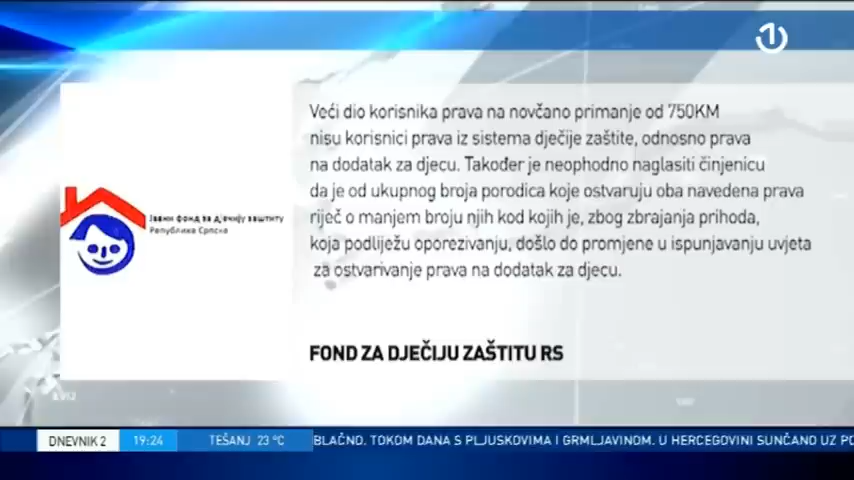 Veći dio korisnika prava na novčano primanje od 750KM
nisu korisnici prava iz sistema dječije zaštite, odnosno prava
na dodatak za djecu. Također je neophodno naglasiti činjenicu
da je od ukupnog broja porodica koje ostvaruju oba navedena prava
riječ o manjem broju njih kod kojih je, zbog zbrajanja prihoda,
koja podliježu oporezivanju, došlo do promjene u ispunjavanju uvjeta
za ostvarivanje prava na dodatak za djecu.
Јавни фонд за дјечију заштиту
Република Српска
FOND ZA DJEČIJU ZAŠTITU RS
DNEVNIK 2 19:24 TEŠANJ 23 °C BLAČNO. TOKOM DANA S PLJUSKOVIMA I GRMLJAVINOM. U HERCEGOVINI SUNČANO UZ PO